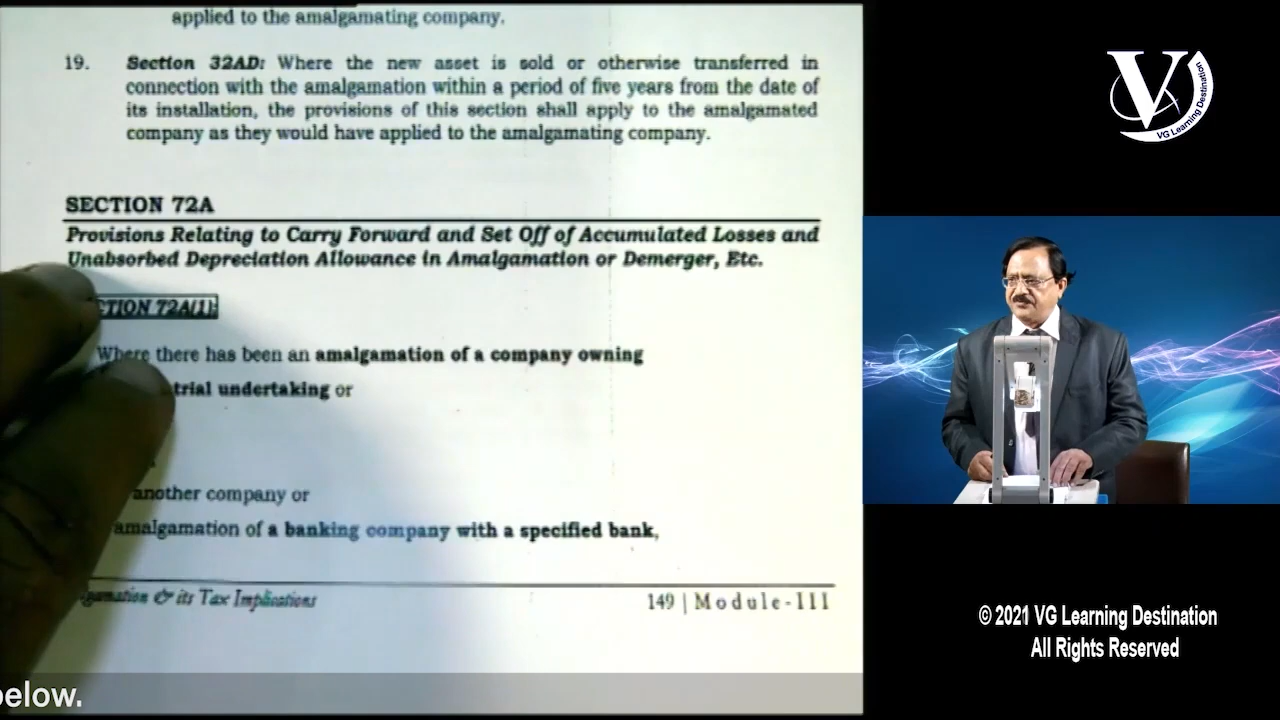 applied to the amalgamating company.
19. Section 32AD: Where the new asset is sold or otherwise transferred in
connection with the amalgamation within a period of five years from the date of
its installation, the provisions of this section shall apply to the amalgamated
company as they would have applied to the amalgamating company.
SECTION 72A
Provisions Relating to Carry Forward and Set Off of Accumulated Losses and
Unabsorbed Depreciation Allowance in Amalgamation or Demerger, Etc.
CTION 72A(1):
Where there has been an amalgamation of a company owning
trial undertaking or
another company or
amalgamation of a banking company with a specified bank,
gamation & its Tax Implications
149 | Module-III
below.
V
VG Learning Destination
© 2021 VG Learning Destination
All Rights Reserved